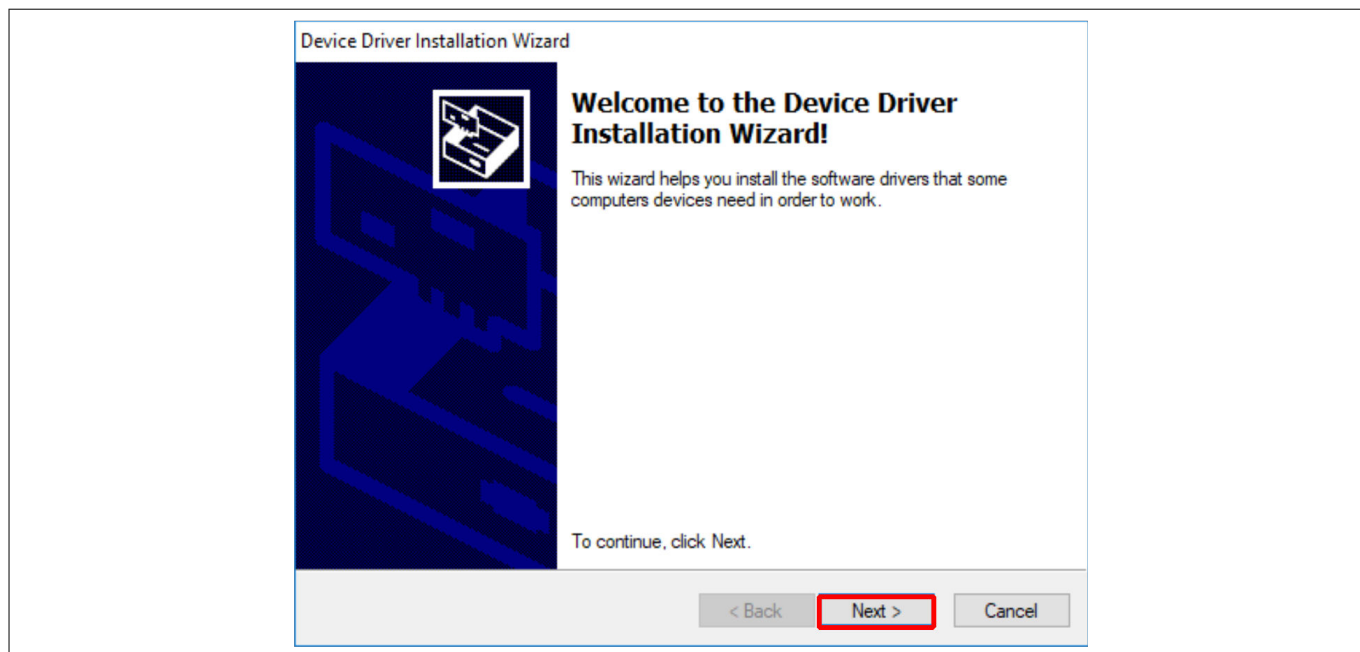 Device Driver Installation Wizard
Welcome to the Device Driver
Installation Wizard!
This wizard helps you install the software drivers that some
computers devices need in order to work.
To continue, click Next.
< Back
Next >
Cancel